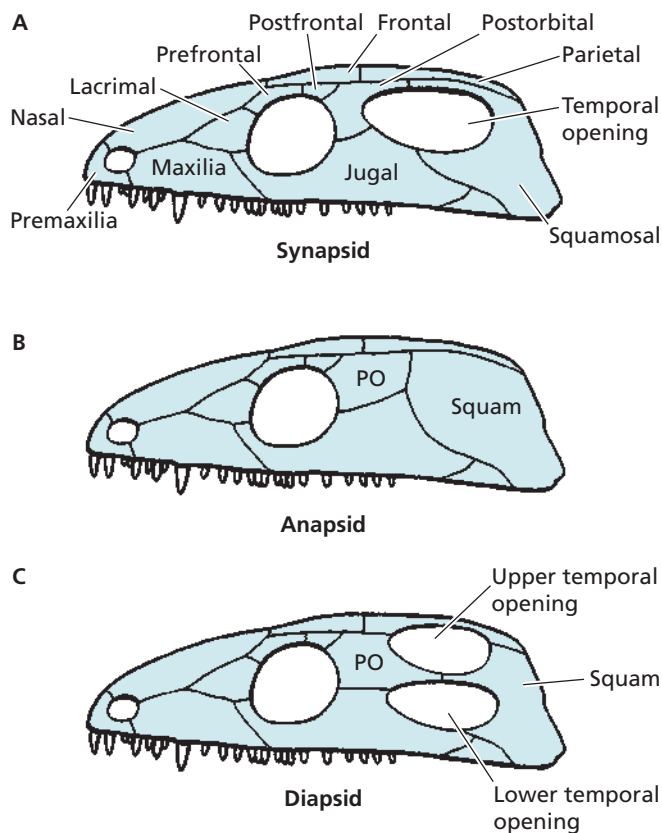 A
Postfrontal
Frontal
Postorbital
Prefrontal
Parietal
Lacrimal
Nasal
Temporal
opening
Maxilia
Jugal
Premaxilia
Squamosal
Synapsid
B
PO
Squam
Anapsid
C
Upper temporal
opening
PO
Squam
Lower temporal
opening
Diapsid